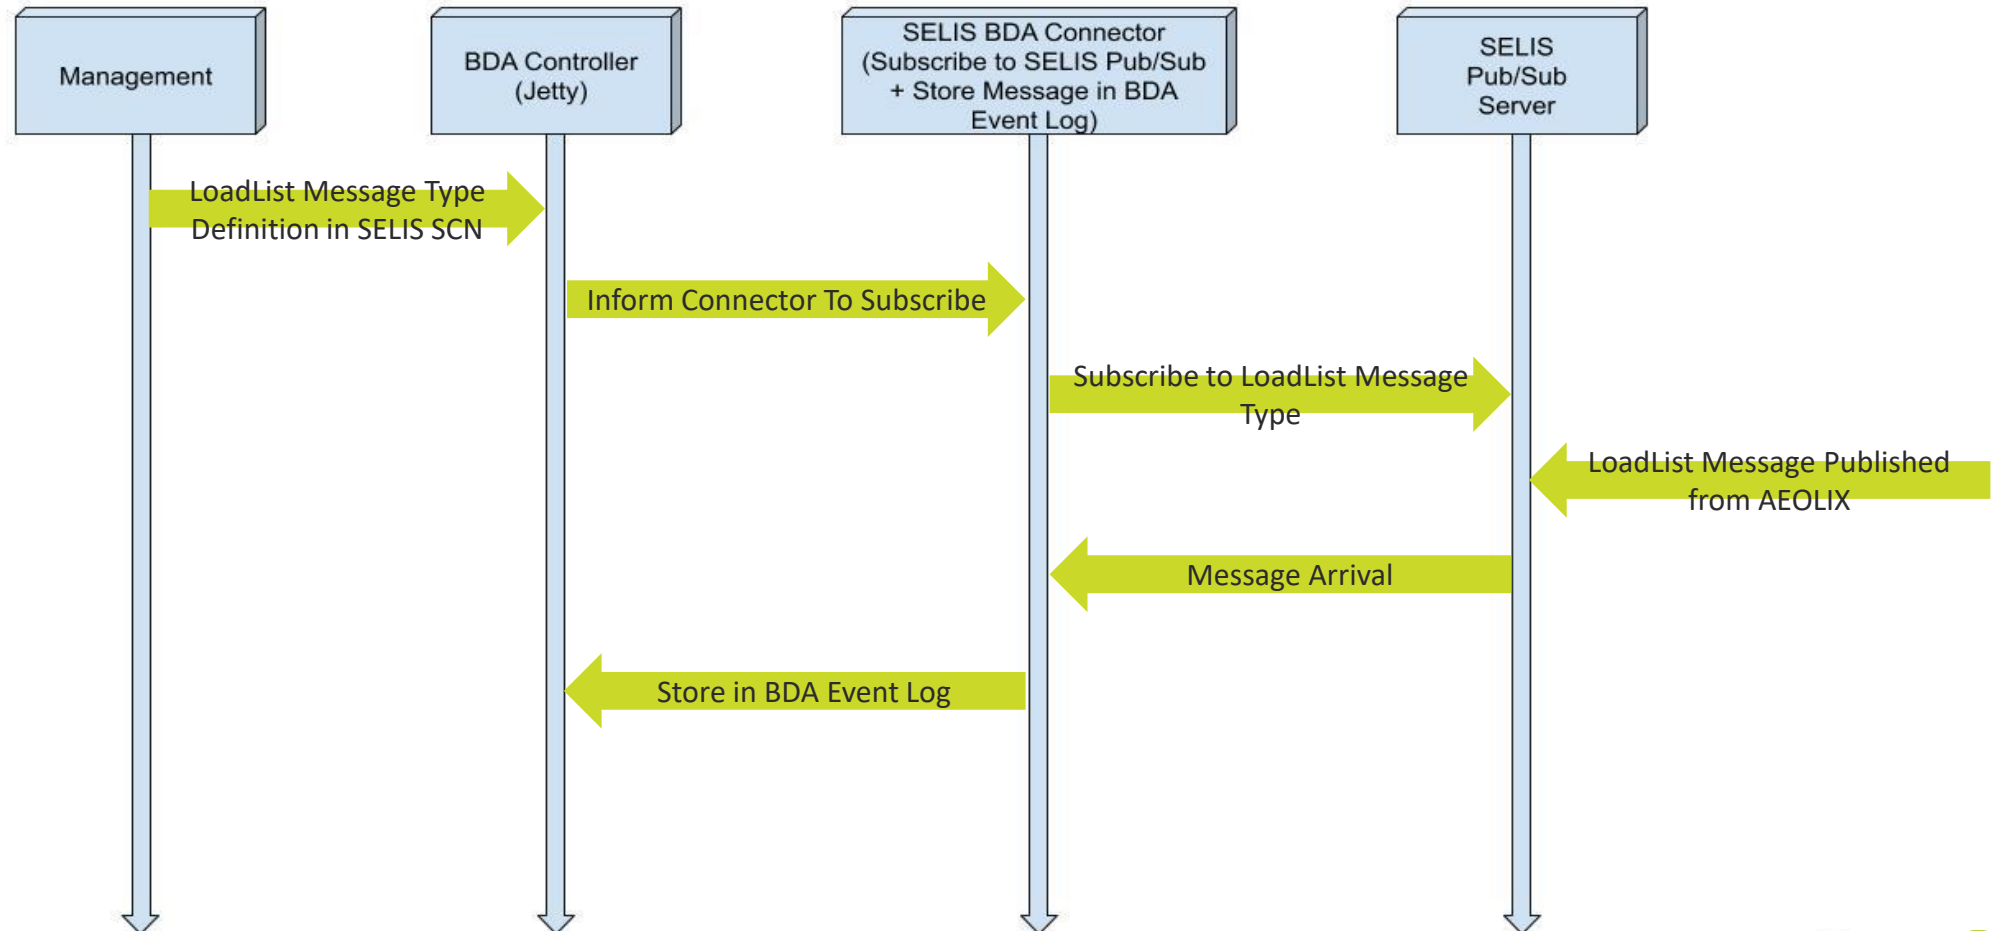 Management
BDA Controller
(Jetty)
SELIS BDA Connector
(Subscribe to SELIS Pub/Sub
+ Store Message in BDA
Event Log)
SELIS
Pub/Sub
Server
LoadList Message Type
Definition in SELIS SCN
Inform Connector To Subscribe
Subscribe to LoadList Message
Type
LoadList Message Published
from AEOLIX
Message Arrival
Store in BDA Event Log